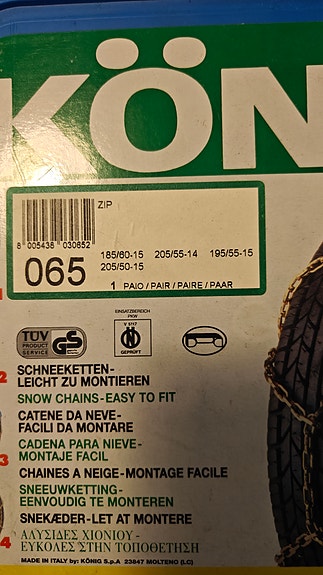 KÖN
ZIP
8 005438 030652
065
185/60-15 205/55-14 195/55-15
205/50-15
1 PAIO / PAIR / PAIRE / PAAR
TÜV
PRODUCT
SERVICE
GS
EINSATZBEREICH
PKW
V 5117
ÖN
GEPRÜFT
2 SCHNEEKETTEN-
LEICHT ZU MONTIEREN
SNOW CHAINS-EASY TO FIT
CATENE DA NEVE-
FACILI DA MONTARE
3 CADENA PARA NIEVE-
MONTAJE FACIL
CHAINES A NEIGE-MONTAGE FACILE
SNEEUWKETTING-
EENVOUDIG TE MONTEREN
SNEKÆDER-LET AT MONTERE
4 ΑΛΥΣΙΔΕΣ ΧΙΟΝΙΟΥ-
ΕΥΚΟΛΕΣ ΣΤΗΝ ΤΟΠΟΘΕΤΗΣΗ
MADE IN ITALY by: KÖNIG S.p.A 23847 MOLTENO (LC)